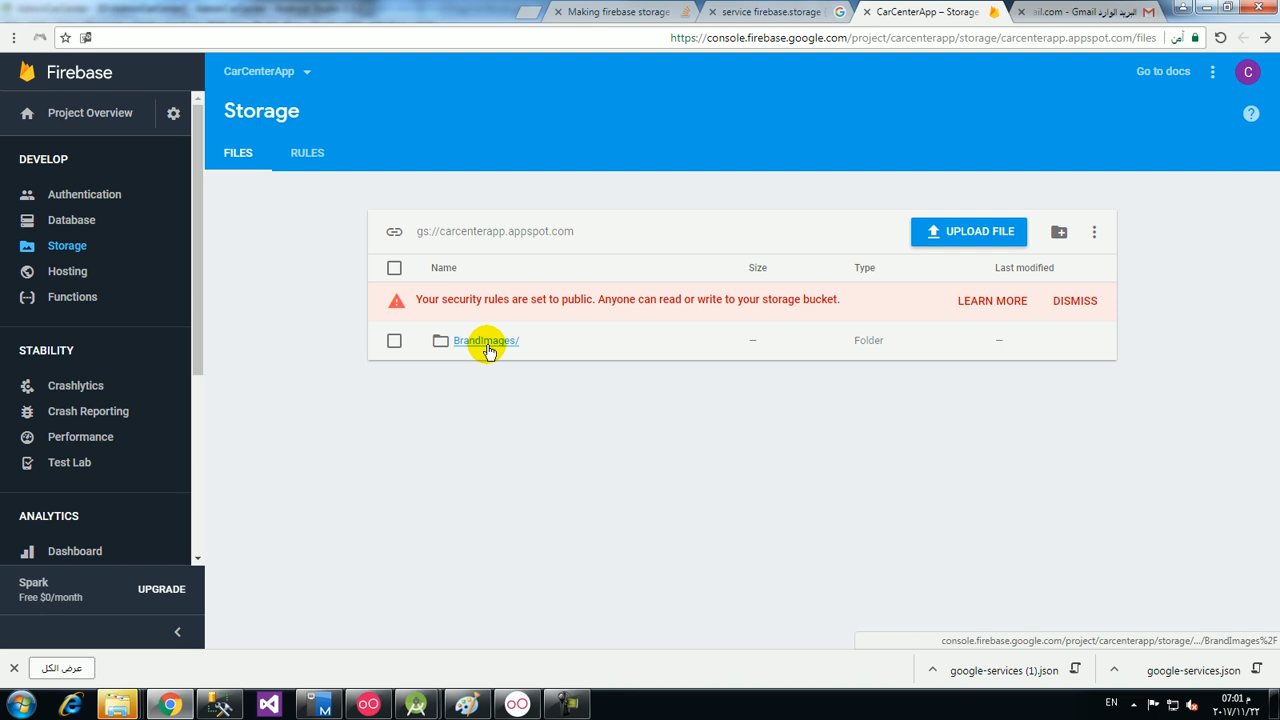 Making firebase storage
service firebase.storage
CarCenterApp – Storage
البريد الوارد Gmail - ail.com
https://console.firebase.google.com/project/carcenterapp/storage/carcenterapp.appspot.com/files
آمن
Firebase
CarCenterApp
Go to docs
C
Project Overview
Storage
?
FILES
RULES
DEVELOP
Authentication
Database
Storage
Hosting
Functions
gs://carcenterapp.appspot.com
UPLOAD FILE
Name
Size
Type
Last modified
Your security rules are set to public. Anyone can read or write to your storage bucket.
LEARN MORE
DISMISS
BrandImages/
–
Folder
–
STABILITY
Crashlytics
Crash Reporting
Performance
Test Lab
ANALYTICS
Dashboard
Spark
Free $0/month
UPGRADE
console.firebase.google.com/project/carcenterapp/storage/.../BrandImages%2F
عرض الكل
google-services (1).json
google-services.json
EN
07:01 م
٢٠١٧/١١/٢٢